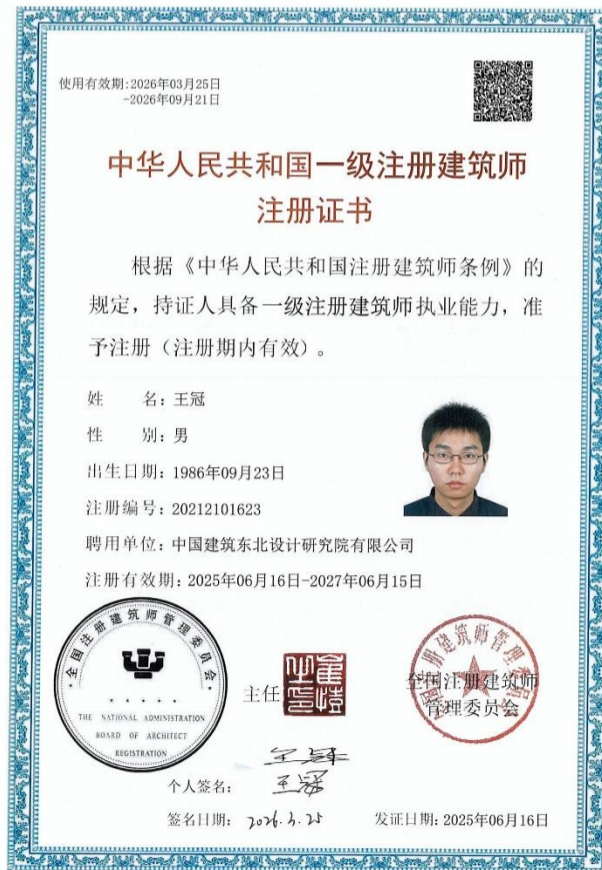 使用有效期:2026年03月25日
-2026年09月21日
中华人民共和国一级注册建筑师
注册证书
根据《中华人民共和国注册建筑师条例》的
规定，持证人具备一级注册建筑师执业能力，准
予注册（注册期内有效）。
姓 名：王冠
性 别：男
出生日期：1986年09月23日
注册编号：20212101623
聘用单位：中国建筑东北设计研究院有限公司
注册有效期：2025年06月16日-2027年06月15日
全国注册建筑师管理委员会
THE NATIONAL ADMINISTRATION
BOARD OF ARCHITECT
REGISTRATION
主任
全国注册建筑师
管理委员会
个人签名：
王冠
签名日期： 2026.3.25
发证日期：2025年06月16日